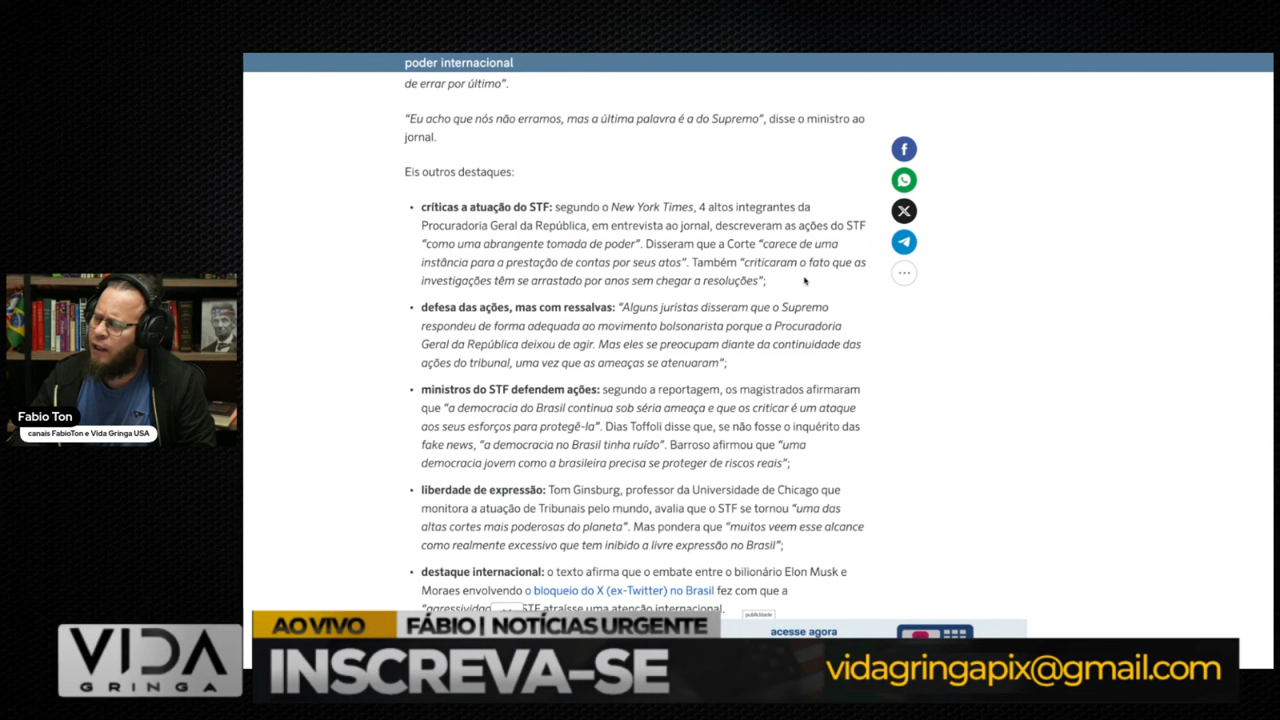 poder internacional
de errar por último”.
“Eu acho que nós não erramos, mas a última palavra é a do Supremo”, disse o ministro ao
jornal.
Eis outros destaques:
• críticas a atuação do STF: segundo o New York Times, 4 altos integrantes da
Procuradoria Geral da República, em entrevista ao jornal, descreveram as ações do STF
“como uma abrangente tomada de poder”. Disseram que a Corte “carece de uma
instância para a prestação de contas por seus atos”. Também “criticaram o fato que as
investigações têm se arrastado por anos sem chegar a resoluções”;
• defesa das ações, mas com ressalvas: “Alguns juristas disseram que o Supremo
respondeu de forma adequada ao movimento bolsonarista porque a Procuradoria
Geral da República deixou de agir. Mas eles se preocupam diante da continuidade das
ações do tribunal, uma vez que as ameaças se atenuaram”;
• ministros do STF defendem ações: segundo a reportagem, os magistrados afirmaram
que “a democracia do Brasil continua sob séria ameaça e que os criticar é um ataque
aos seus esforços para protegê-la”. Dias Toffoli disse que, se não fosse o inquérito das
fake news, “a democracia no Brasil tinha ruído”. Barroso afirmou que “uma
democracia jovem como a brasileira precisa se proteger de riscos reais”;
• liberdade de expressão: Tom Ginsburg, professor da Universidade de Chicago que
monitora a atuação de Tribunais pelo mundo, avalia que o STF se tornou “uma das
altas cortes mais poderosas do planeta”. Mas pondera que “muitos veem esse alcance
como realmente excessivo que tem inibido a livre expressão no Brasil”;
• destaque internacional: o texto afirma que o embate entre o bilionário Elon Musk e
Moraes envolvendo o bloqueio do X (ex-Twitter) no Brasil fez com que a
“agressividad STF atraísse uma atenção internacional.
publicidade
acesse agora
Fabio Ton
canais FabioTon e Vida Gringa USA
AO VIVO FÁBIO | NOTÍCIAS URGENTE
VIDA
GRINGA
INSCREVA-SE
vidagringapix@gmail.com